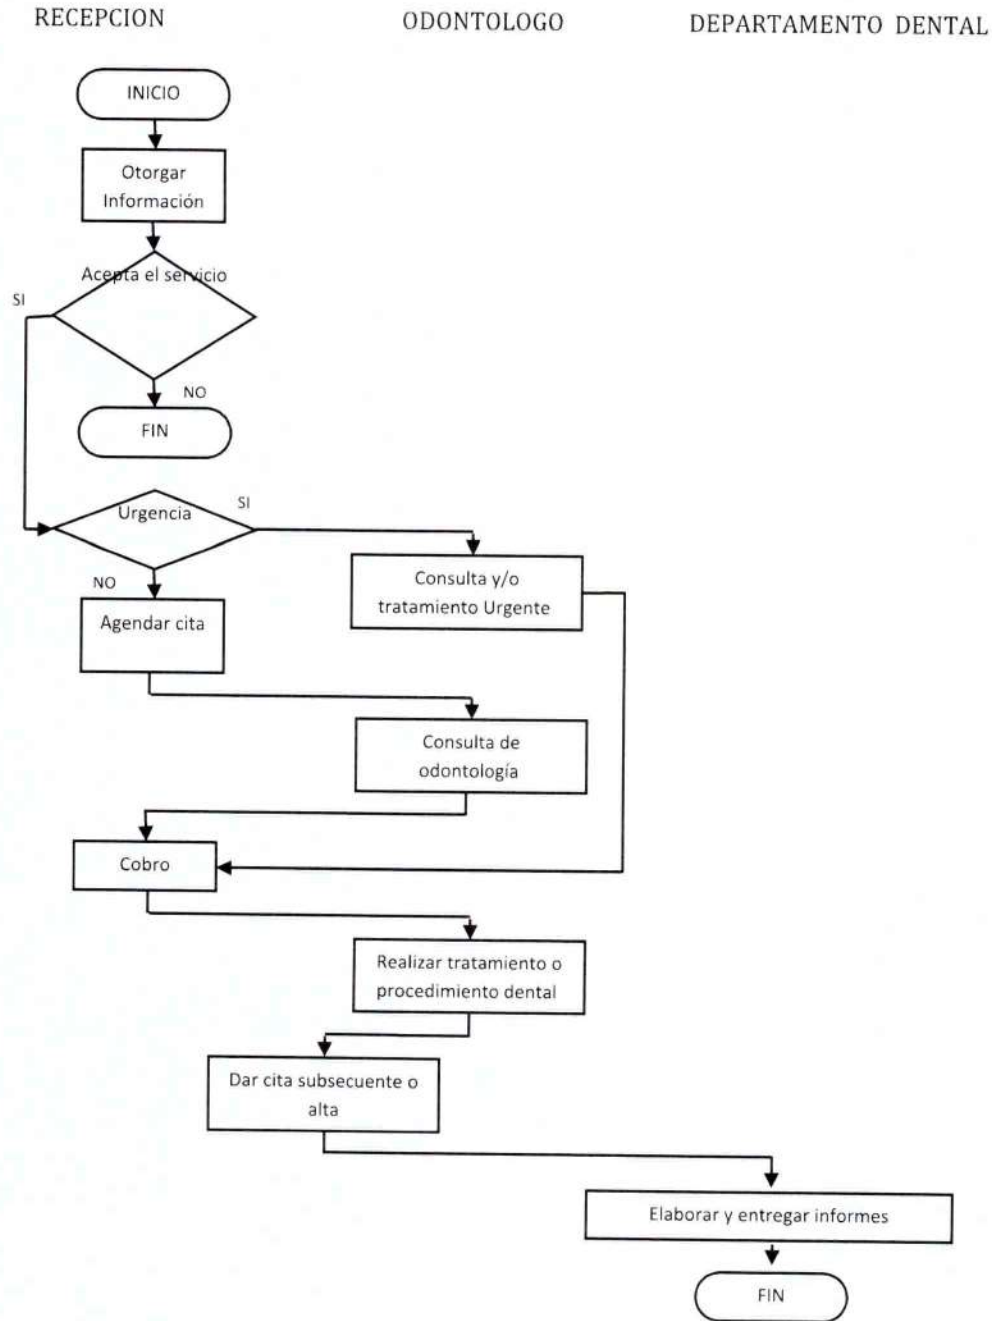 RECEPCION ODONTOLOGO DEPARTAMENTO DENTAL
INICIO
Otorgar
Información
Acepta el servicio
SI
NO
FIN
Urgencia
SI
NO
Consulta y/o
tratamiento Urgente
Agendar cita
Consulta de
odontología
Cobro
Realizar tratamiento o
procedimiento dental
Dar cita subsecuente o
alta
Elaborar y entregar informes
FIN